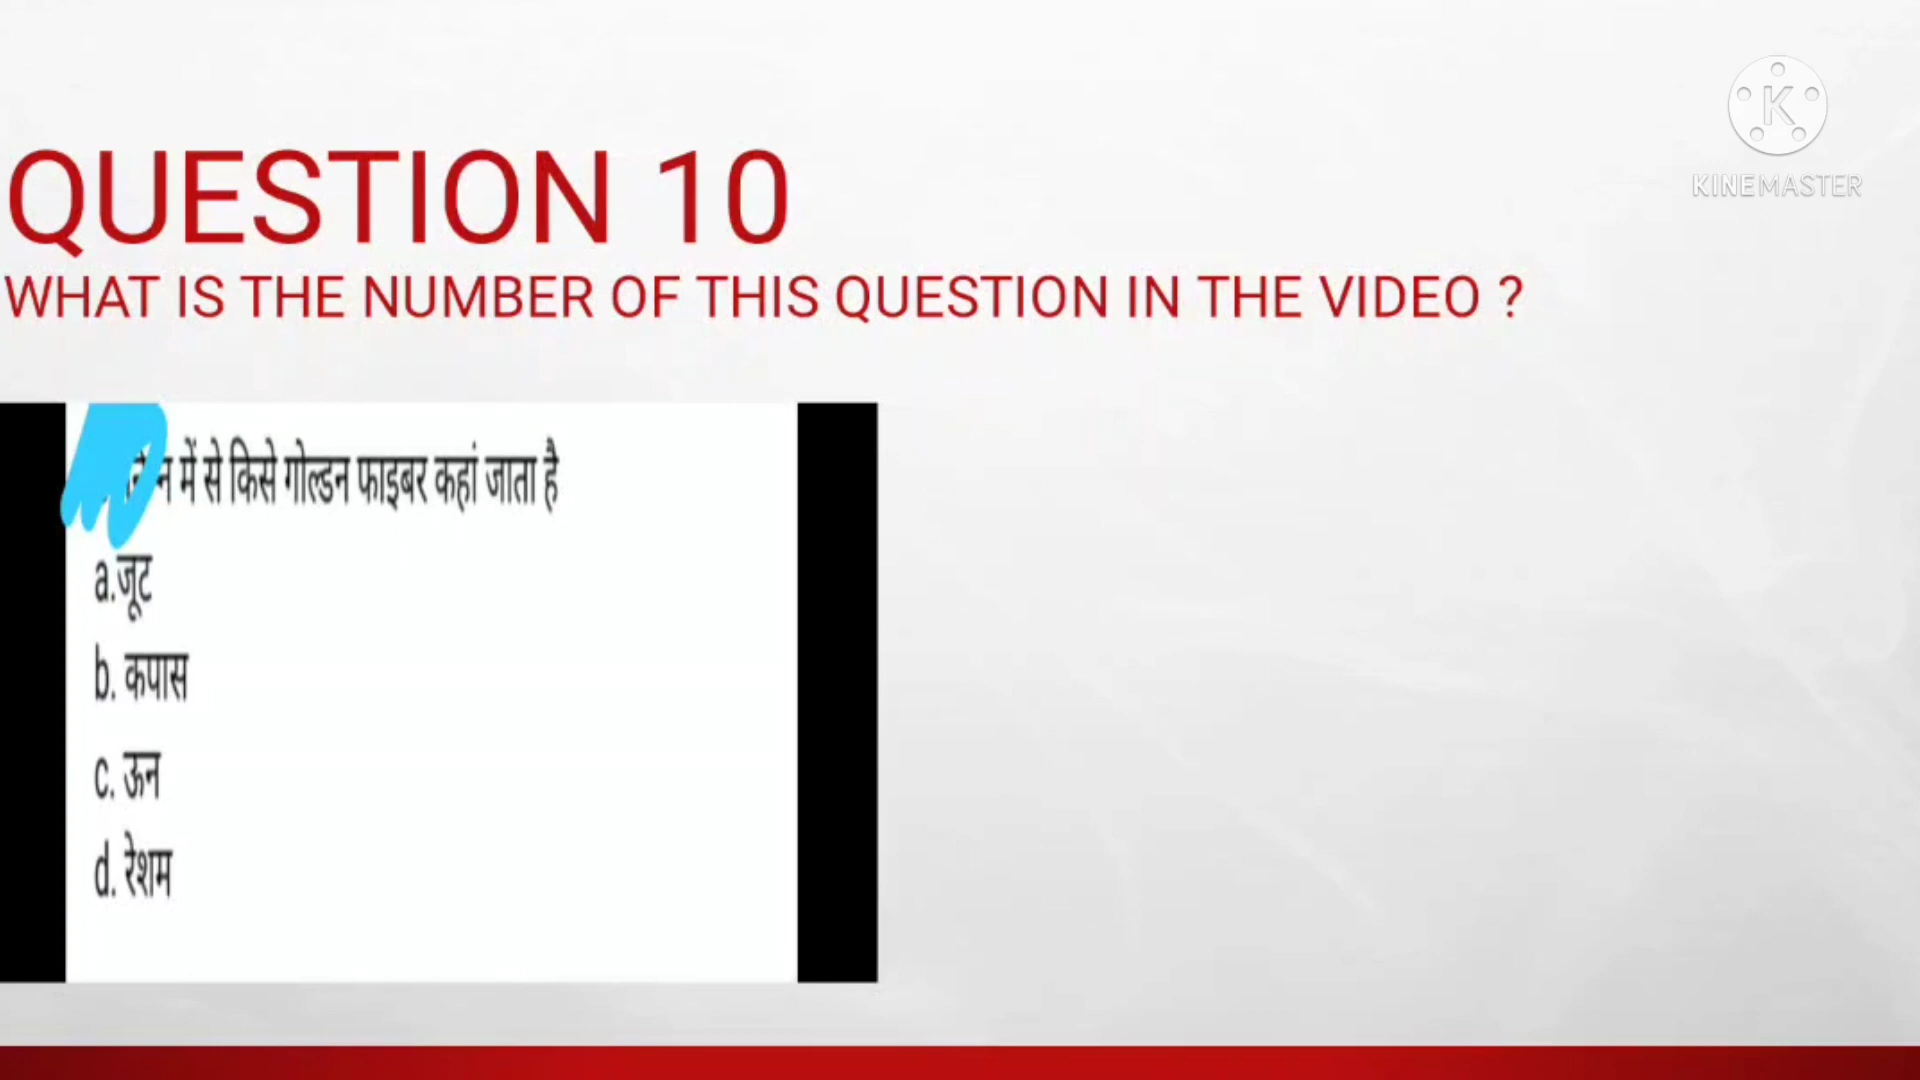 QUESTION 10
WHAT IS THE NUMBER OF THIS QUESTION IN THE VIDEO ?
K
KINEMASTER
में से किसे गोल्डन फाइबर कहां जाता है
a.जूट
b. कपास
c. ऊन
d. रेशम